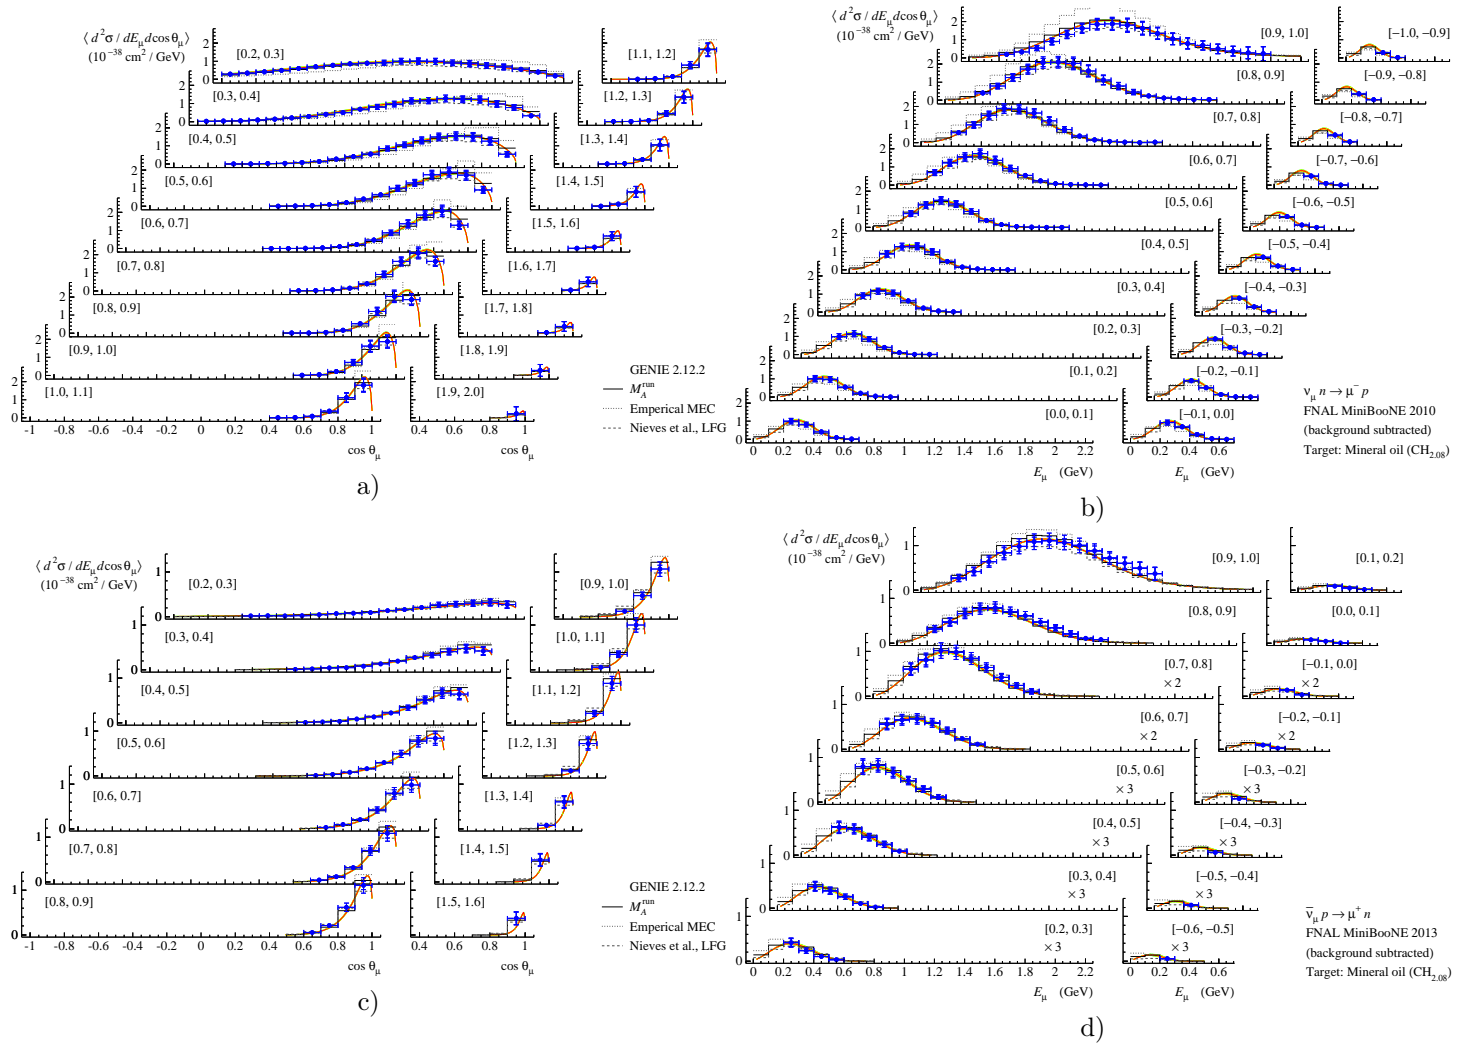 ⟨ d²σ / dE_μ dcos θ_μ ⟩
(10⁻³⁸ cm² / GeV)
[0.2, 0.3]
[0.3, 0.4]
[0.4, 0.5]
[0.5, 0.6]
[0.6, 0.7]
[0.7, 0.8]
[0.8, 0.9]
[0.9, 1.0]
[1.0, 1.1]
[1.1, 1.2]
[1.2, 1.3]
[1.3, 1.4]
[1.4, 1.5]
[1.5, 1.6]
[1.6, 1.7]
[1.7, 1.8]
[1.8, 1.9]
[1.9, 2.0]
GENIE 2.12.2
M_A^run
Emperical MEC
Nieves et al., LFG
-1 -0.8 -0.6 -0.4 -0.2 0 0.2 0.4 0.6 0.8 1 0.4 0.6 0.8 1
cos θ_μ cos θ_μ
a)
⟨ d²σ / dE_μ dcos θ_μ ⟩
(10⁻³⁸ cm² / GeV)
[0.9, 1.0]
[0.8, 0.9]
[0.7, 0.8]
[0.6, 0.7]
[0.5, 0.6]
[0.4, 0.5]
[0.3, 0.4]
[0.2, 0.3]
[0.1, 0.2]
[0.0, 0.1]
[−1.0, −0.9]
[−0.9, −0.8]
[−0.8, −0.7]
[−0.7, −0.6]
[−0.6, −0.5]
[−0.5, −0.4]
[−0.4, −0.3]
[−0.3, −0.2]
[−0.2, −0.1]
[−0.1, 0.0]
ν_μ n → μ⁻ p
FNAL MiniBooNE 2010
(background subtracted)
Target: Mineral oil (CH₂.₀₈)
0 0.2 0.4 0.6 0.8 1 1.2 1.4 1.6 1.8 2 2.2 0 0.2 0.4 0.6
E_μ (GeV) E_μ (GeV)
b)
⟨ d²σ / dE_μ dcos θ_μ ⟩
(10⁻³⁸ cm² / GeV)
[0.2, 0.3]
[0.3, 0.4]
[0.4, 0.5]
[0.5, 0.6]
[0.6, 0.7]
[0.7, 0.8]
[0.8, 0.9]
[0.9, 1.0]
[1.0, 1.1]
[1.1, 1.2]
[1.2, 1.3]
[1.3, 1.4]
[1.4, 1.5]
[1.5, 1.6]
GENIE 2.12.2
M_A^run
Emperical MEC
Nieves et al., LFG
-1 -0.8 -0.6 -0.4 -0.2 0 0.2 0.4 0.6 0.8 1 0.4 0.6 0.8 1
cos θ_μ cos θ_μ
c)
⟨ d²σ / dE_μ dcos θ_μ ⟩
(10⁻³⁸ cm² / GeV)
[0.9, 1.0]
[0.8, 0.9]
[0.7, 0.8]
×2
[0.6, 0.7]
×2
[0.5, 0.6]
×3
[0.4, 0.5]
×3
[0.3, 0.4]
×3
[0.2, 0.3]
×3
[0.1, 0.2]
[0.0, 0.1]
[−0.1, 0.0]
×2
[−0.2, −0.1]
×2
[−0.3, −0.2]
×3
[−0.4, −0.3]
×3
[−0.5, −0.4]
×3
[−0.6, −0.5]
×3
ν̄_μ p → μ⁺ n
FNAL MiniBooNE 2013
(background subtracted)
Target: Mineral oil (CH₂.₀₈)
0 0.2 0.4 0.6 0.8 1 1.2 1.4 1.6 1.8 2 2.2 0 0.2 0.4 0.6
E_μ (GeV) E_μ (GeV)
d)